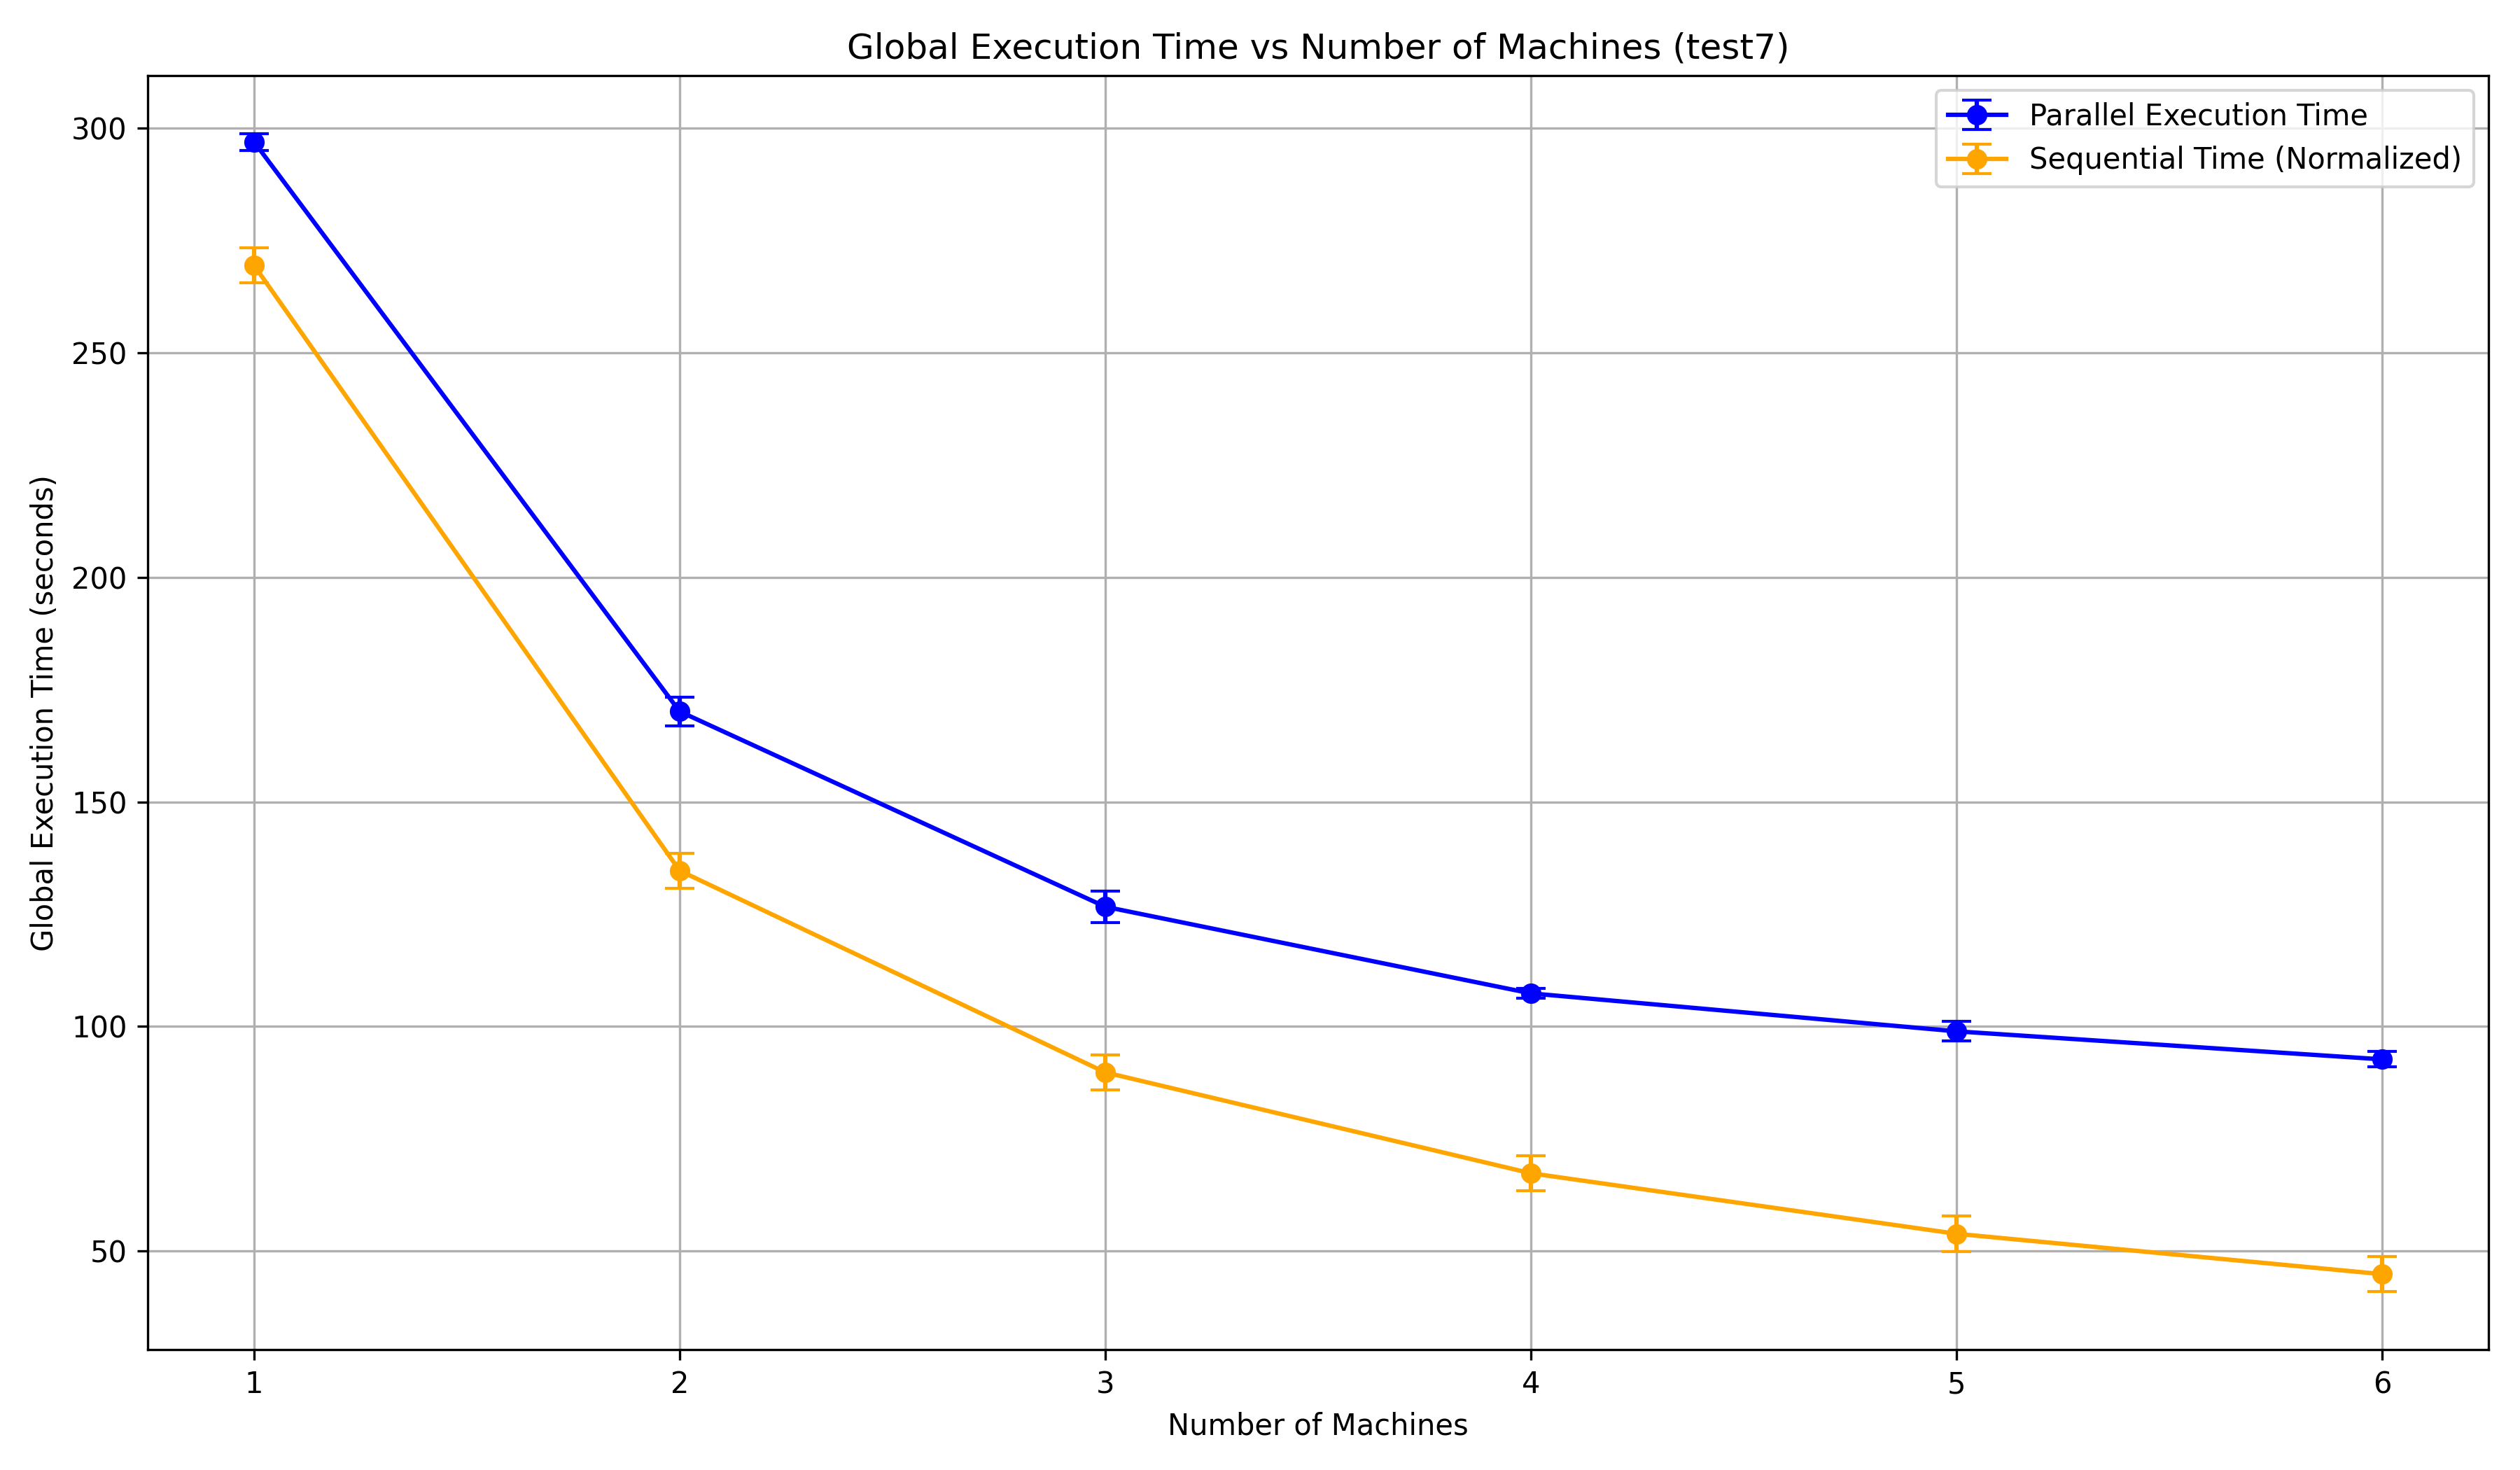 Global Execution Time vs Number of Machines (test7)
Parallel Execution Time
Sequential Time (Normalized)
Global Execution Time (seconds)
300
250
200
150
100
50
1 2 3 4 5 6
Number of Machines